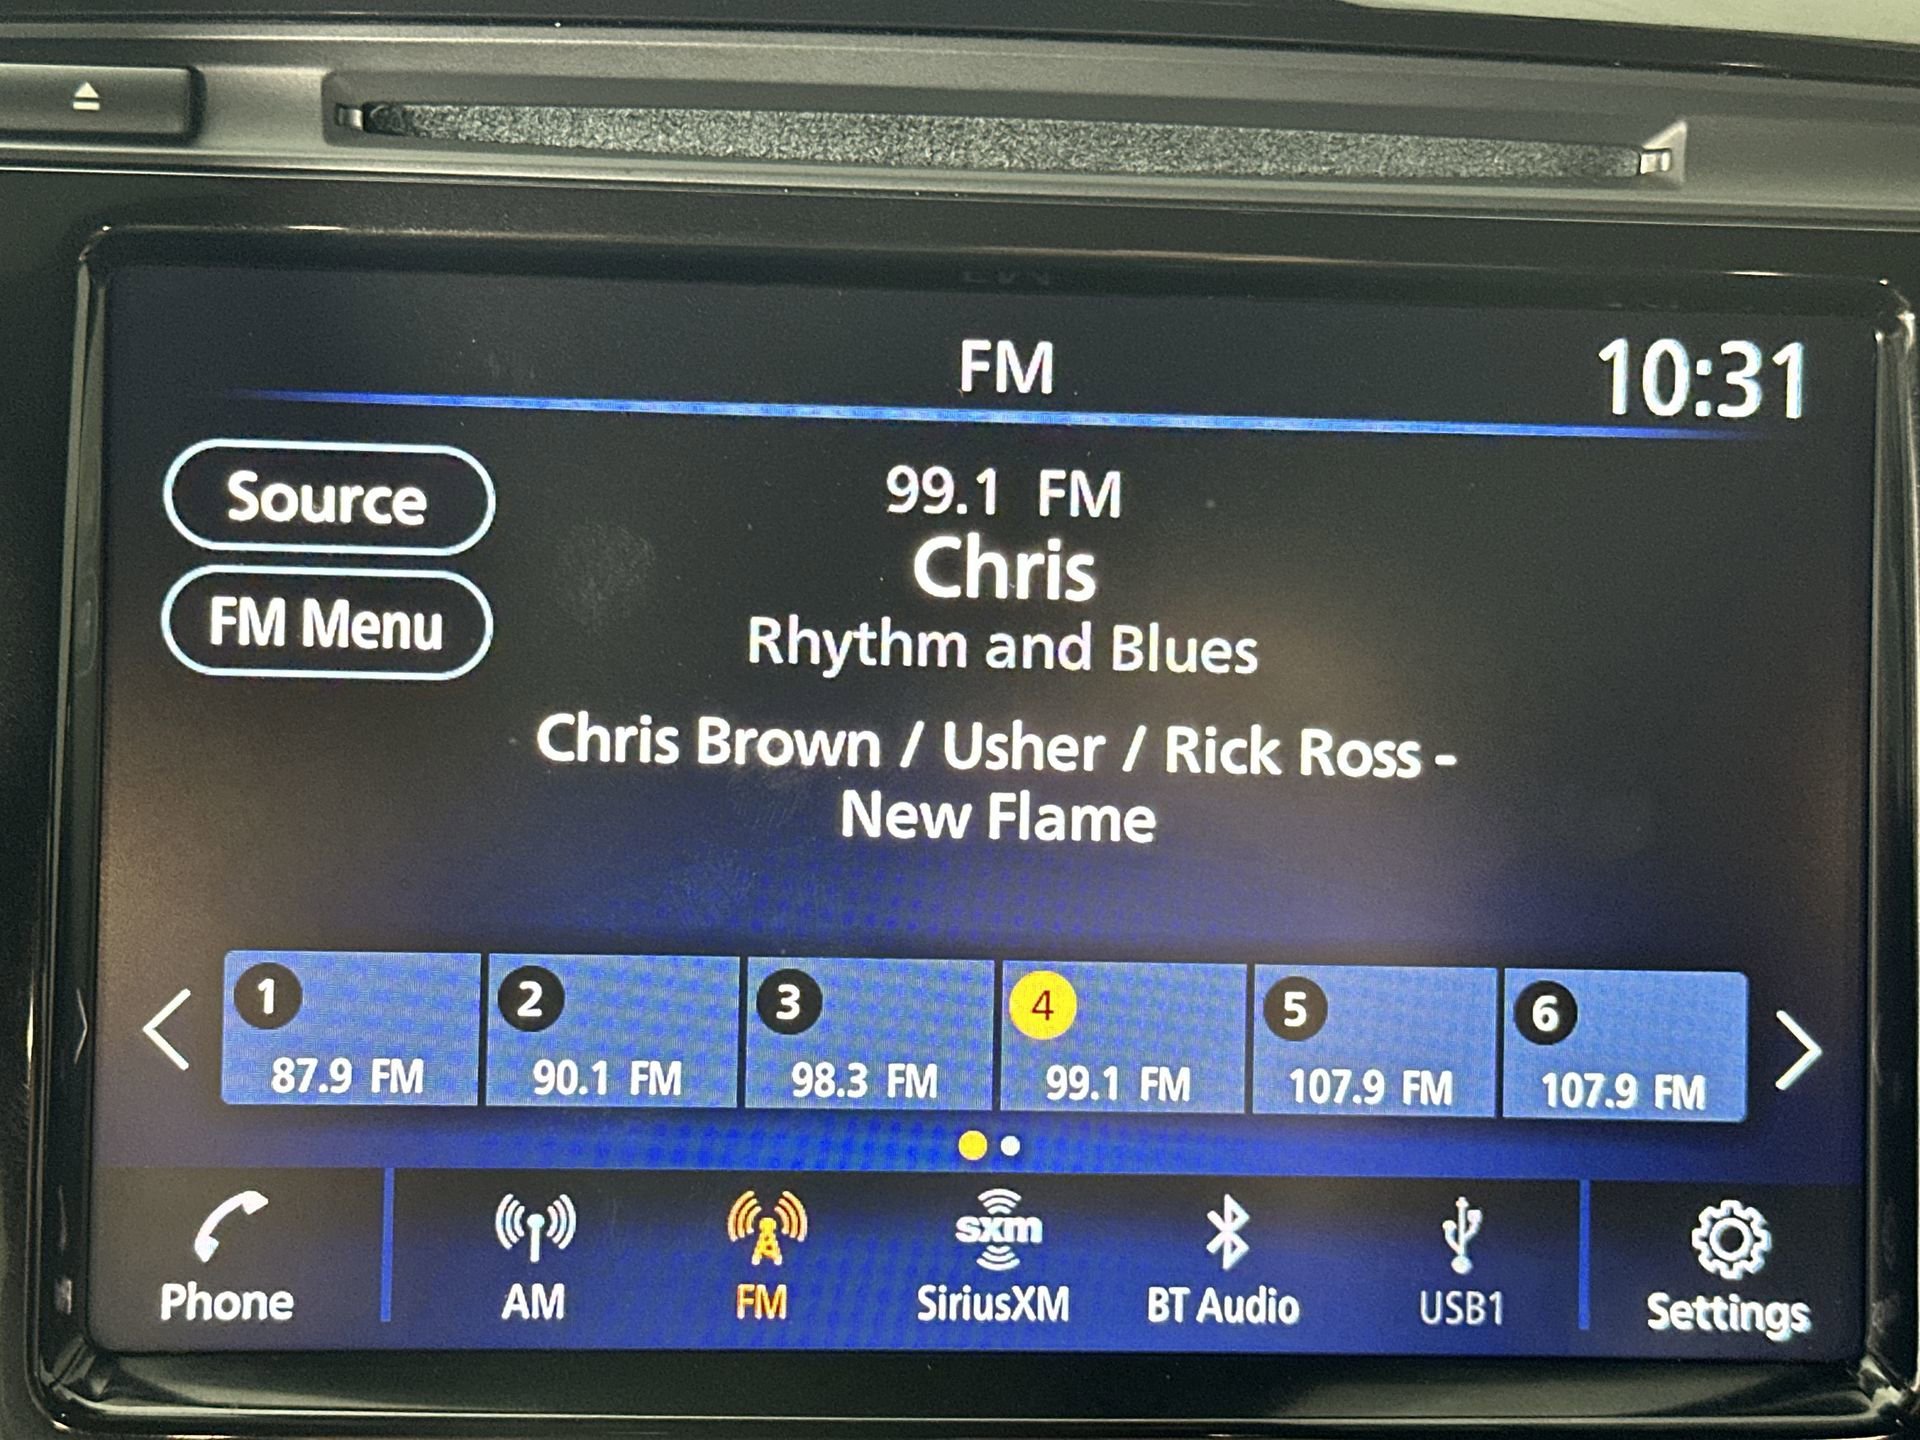 FM
10:31
Source
99.1 FM
Chris
FM Menu
Rhythm and Blues
Chris Brown / Usher / Rick Ross -
New Flame
1 2 3 4 5 6
87.9 FM 90.1 FM 98.3 FM 99.1 FM 107.9 FM 107.9 FM
sxm
Phone AM FM SiriusXM BT Audio USB1 Settings